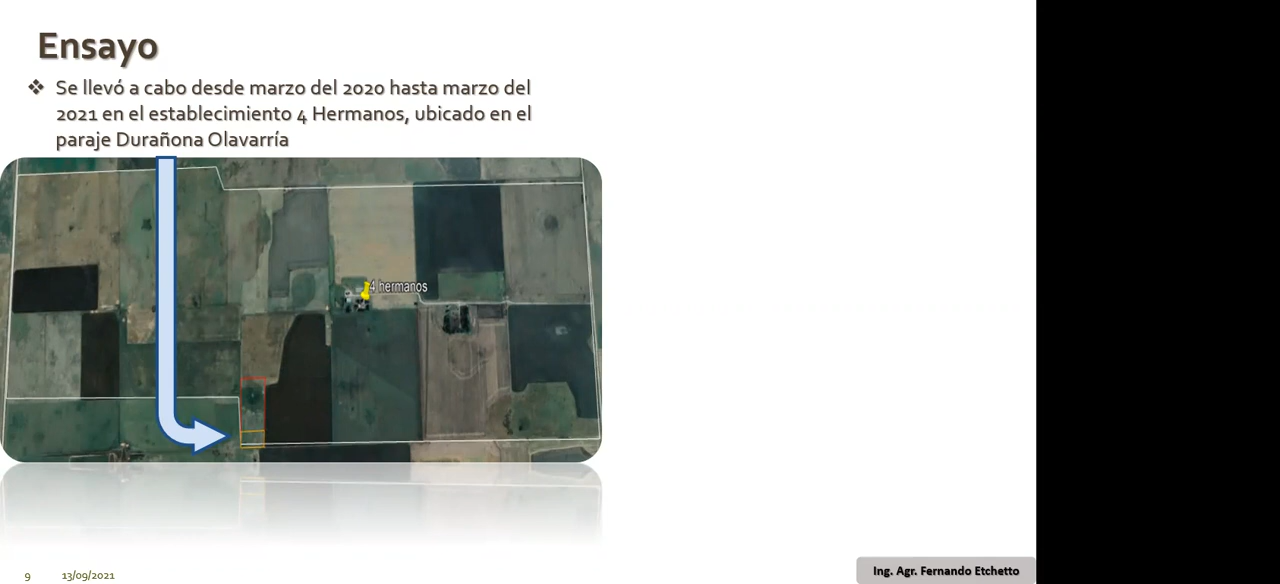 Ensayo
❖ Se llevó a cabo desde marzo del 2020 hasta marzo del
2021 en el establecimiento 4 Hermanos, ubicado en el
paraje Durañona Olavarría
4 hermanos
9 13/09/2021
Ing. Agr. Fernando Etchetto